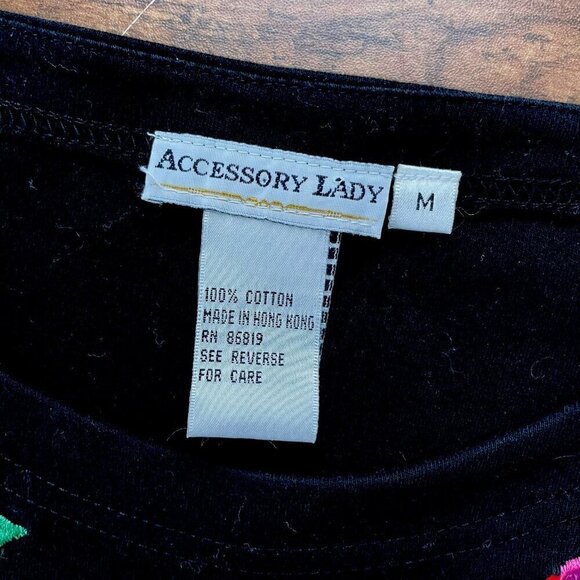 ACCESSORY LADY
M
100% COTTON
MADE IN HONG KONG
RN 86819
SEE REVERSE
FOR CARE